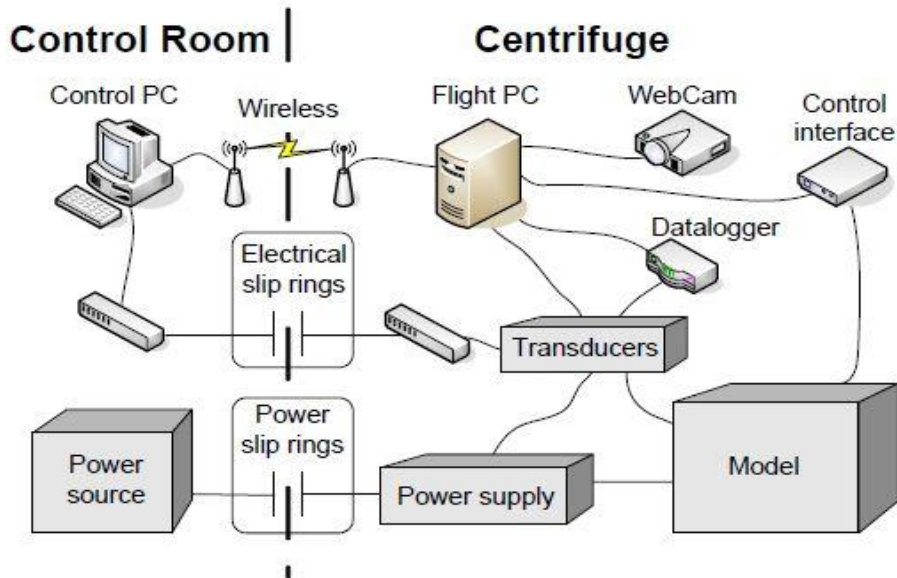 Control Room
Centrifuge
Control PC
Wireless
Flight PC
WebCam
Control
interface
Datalogger
Electrical
slip rings
Transducers
Power
slip rings
Power
source
Power supply
Model